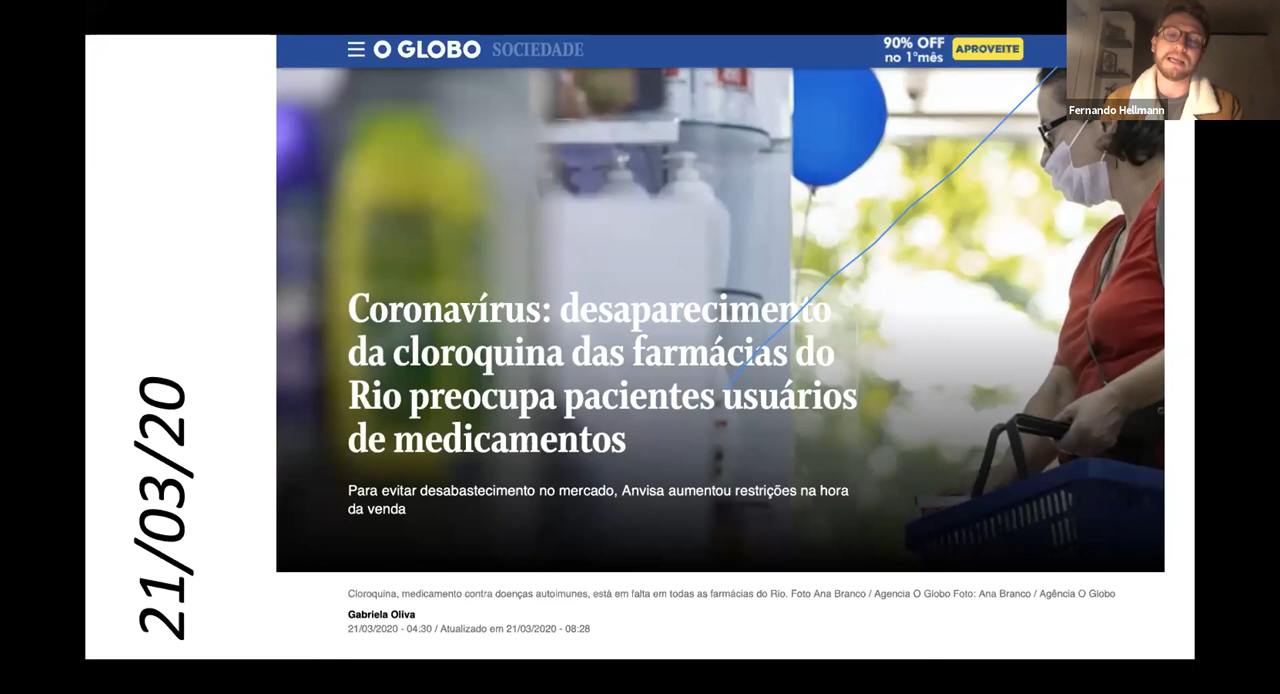 O GLOBO SOCIEDADE
90% OFF
no 1°mês
APROVEITE
Fernando Hellmann
Coronavírus: desaparecimento
da cloroquina das farmácias do
Rio preocupa pacientes usuários
de medicamentos
Para evitar desabastecimento no mercado, Anvisa aumentou restrições na hora
da venda
21/03/20
Cloroquina, medicamento contra doenças autoimunes, está em falta em todas as farmácias do Rio. Foto Ana Branco / Agencia O Globo Foto: Ana Branco / Agência O Globo
Gabriela Oliva
21/03/2020 - 04:30 / Atualizado em 21/03/2020 - 08:28